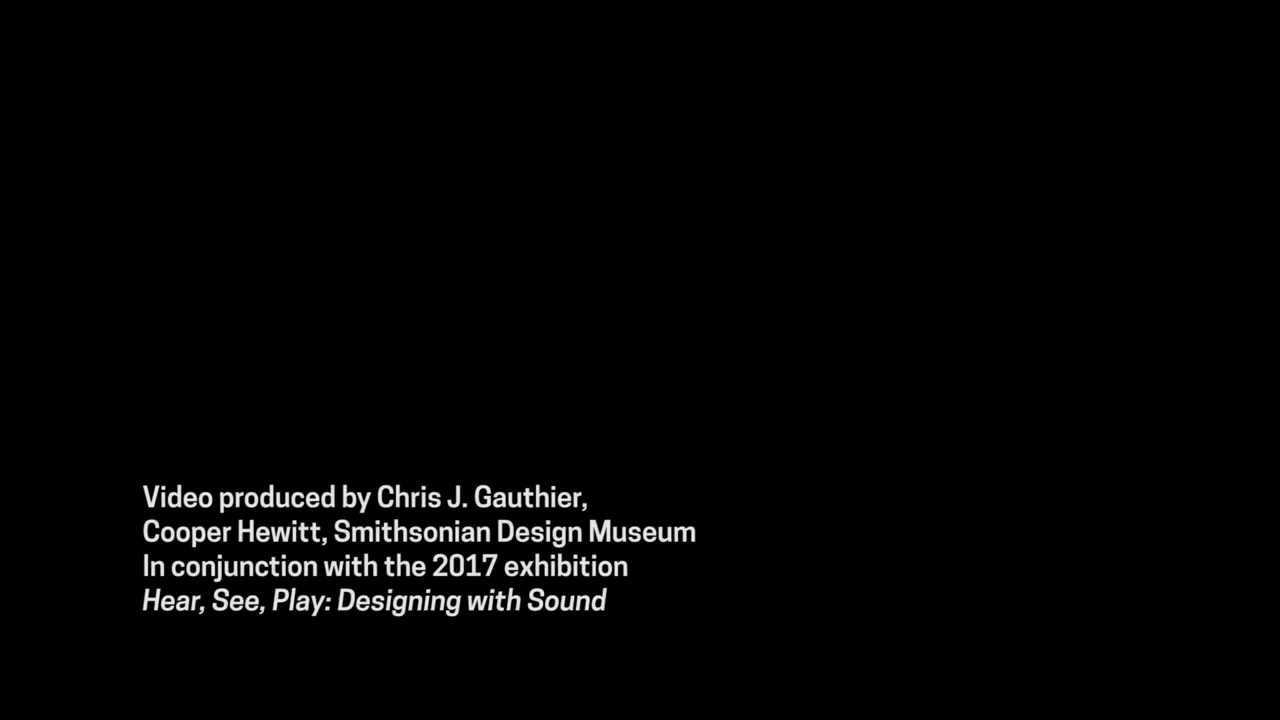 Video produced by Chris J. Gauthier,
Cooper Hewitt, Smithsonian Design Museum
In conjunction with the 2017 exhibition
Hear, See, Play: Designing with Sound